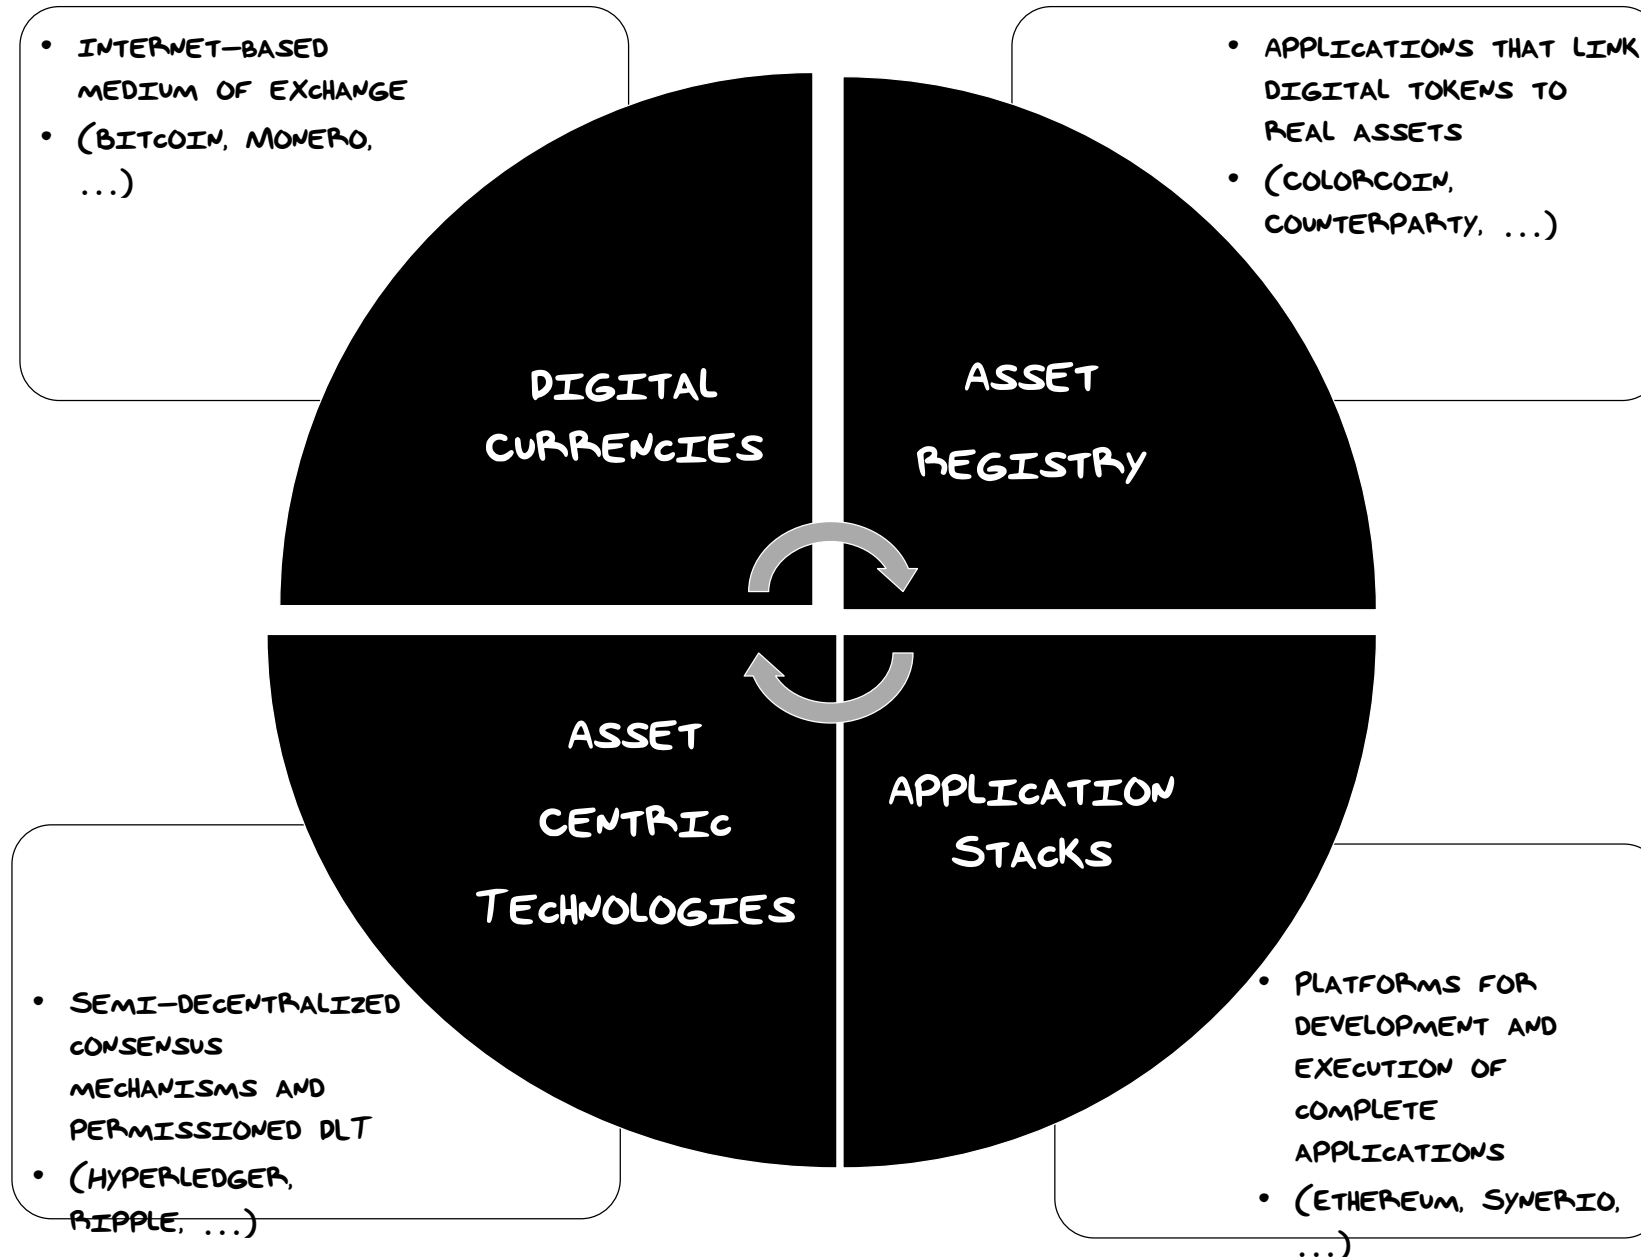 • INTERNET-BASED
MEDIUM OF EXCHANGE
• (BITCOIN, MONERO,
...)
• APPLICATIONS THAT LINK
DIGITAL TOKENS TO
REAL ASSETS
• (COLORCOIN,
COUNTERPARTY, ...)
DIGITAL
CURRENCIES
ASSET
REGISTRY
ASSET
CENTRIC
TECHNOLOGIES
APPLICATION
STACKS
• SEMI-DECENTRALIZED
CONSENSUS
MECHANISMS AND
PERMISSIONED DLT
• (HYPERLEDGER,
RIPPLE, ...)
• PLATFORMS FOR
DEVELOPMENT AND
EXECUTION OF
COMPLETE
APPLICATIONS
• (ETHEREUM, SYNERIO,
...)